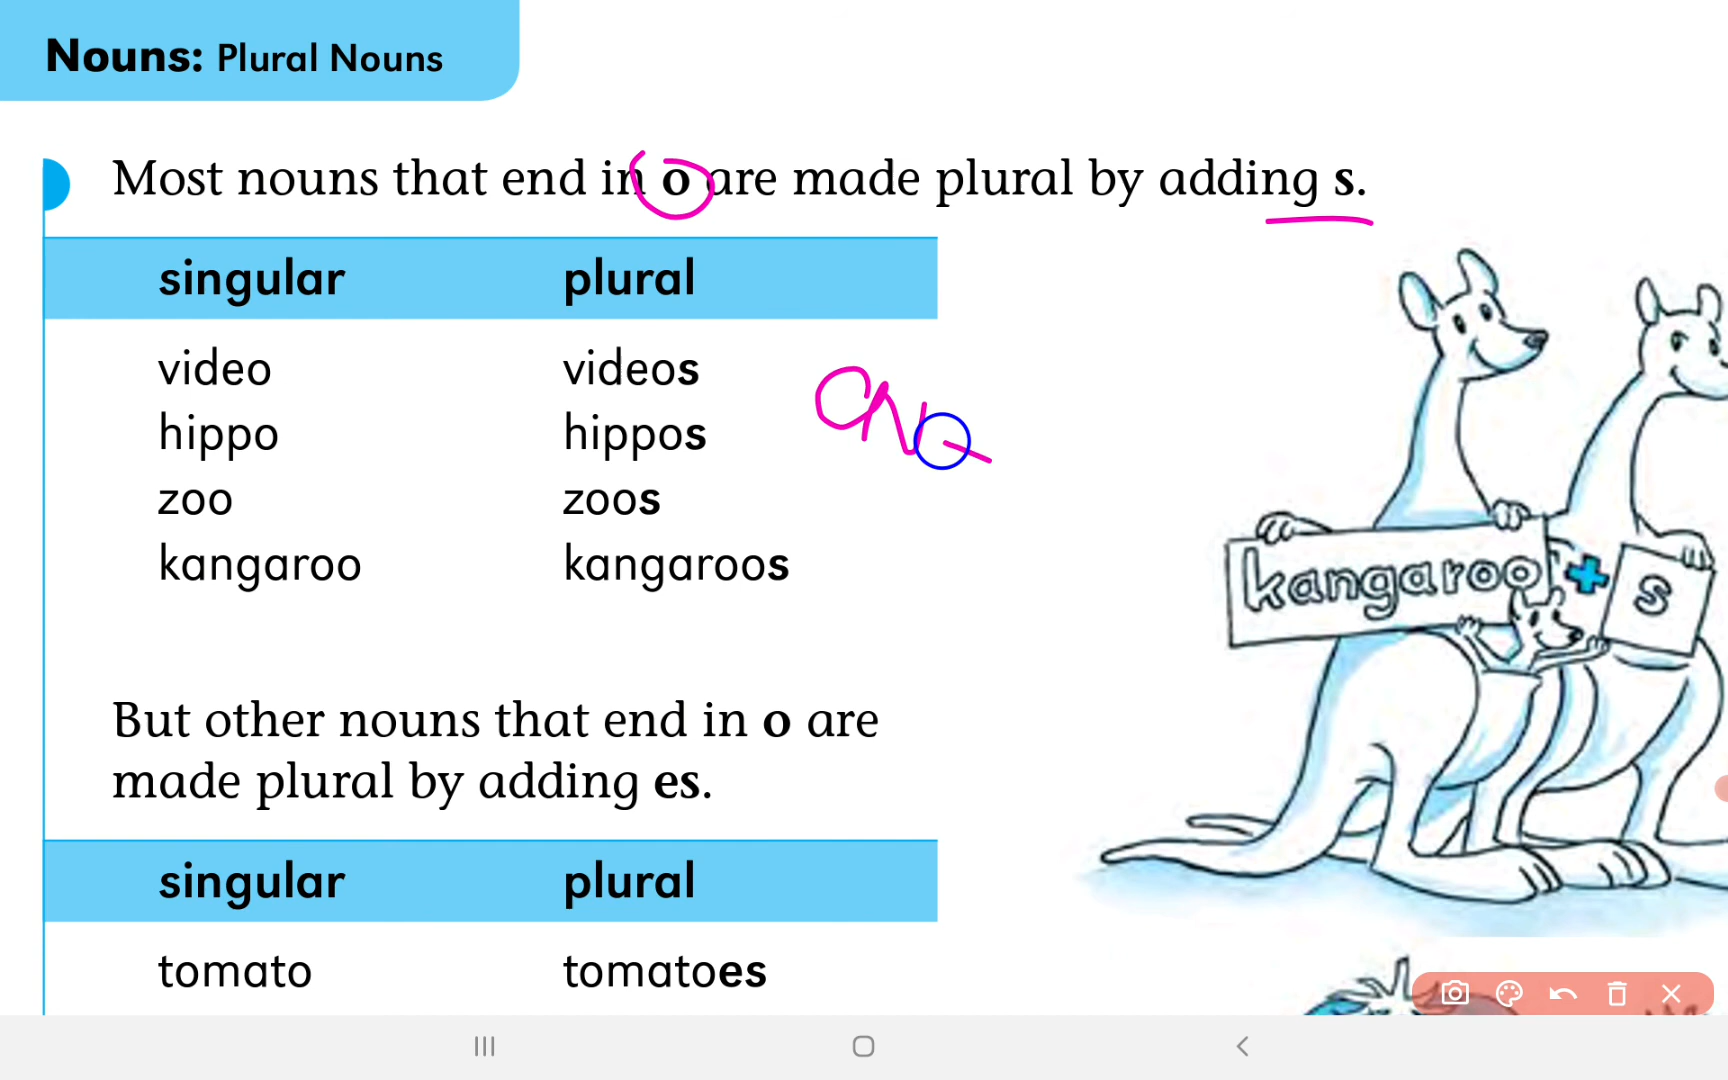 Nouns: Plural Nouns
Most nouns that end in o are made plural by adding s.
singular plural
video videos
hippo hippos
zoo zoos
kangaroo kangaroos
kangaroo + s
But other nouns that end in o are
made plural by adding es.
singular plural
tomato tomatoes